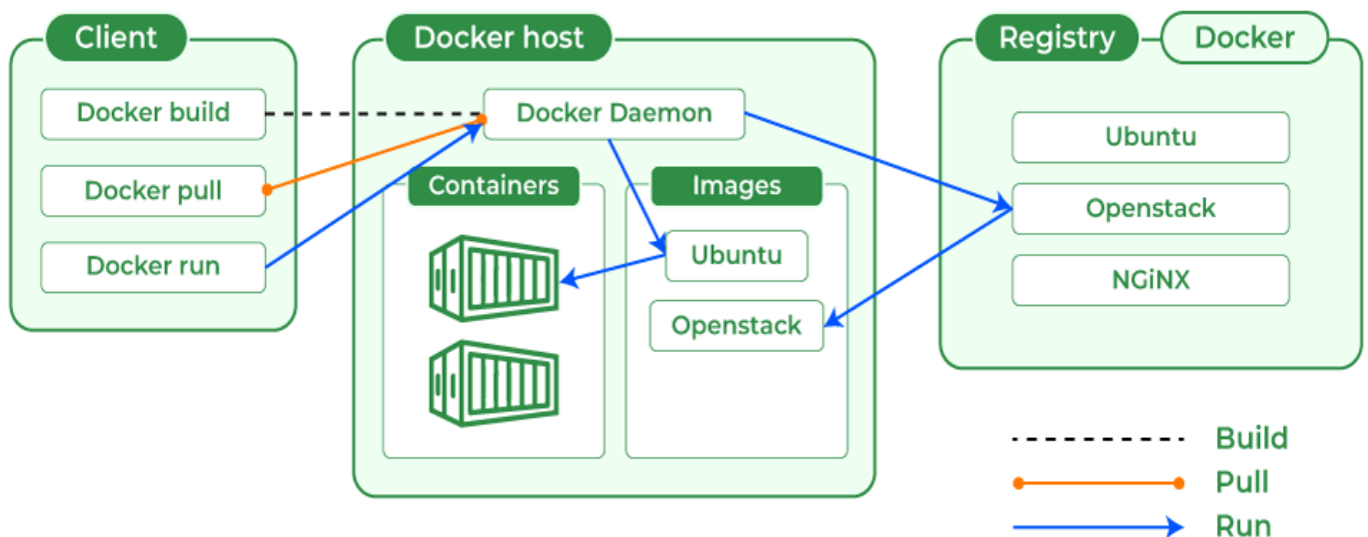 Client
Docker build
Docker pull
Docker run
Docker host
Docker Daemon
Containers
Images
Ubuntu
Openstack
Registry
Docker
Ubuntu
Openstack
NGiNX
Build
Pull
Run